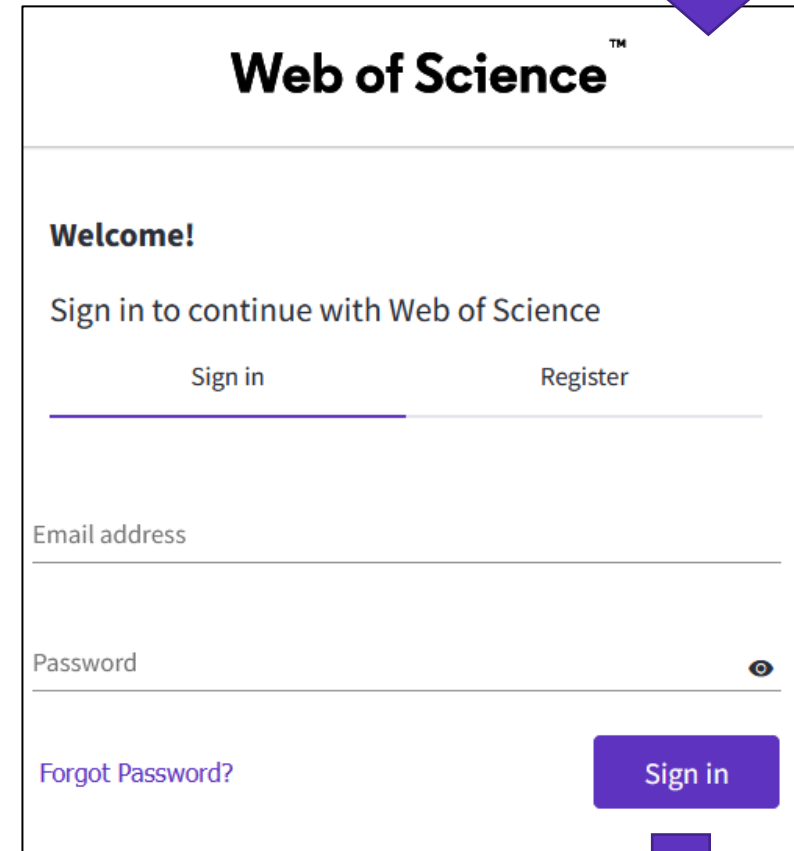 Web of Science™
Welcome!
Sign in to continue with Web of Science
Sign in Register
Email address
Password
Forgot Password? Sign in